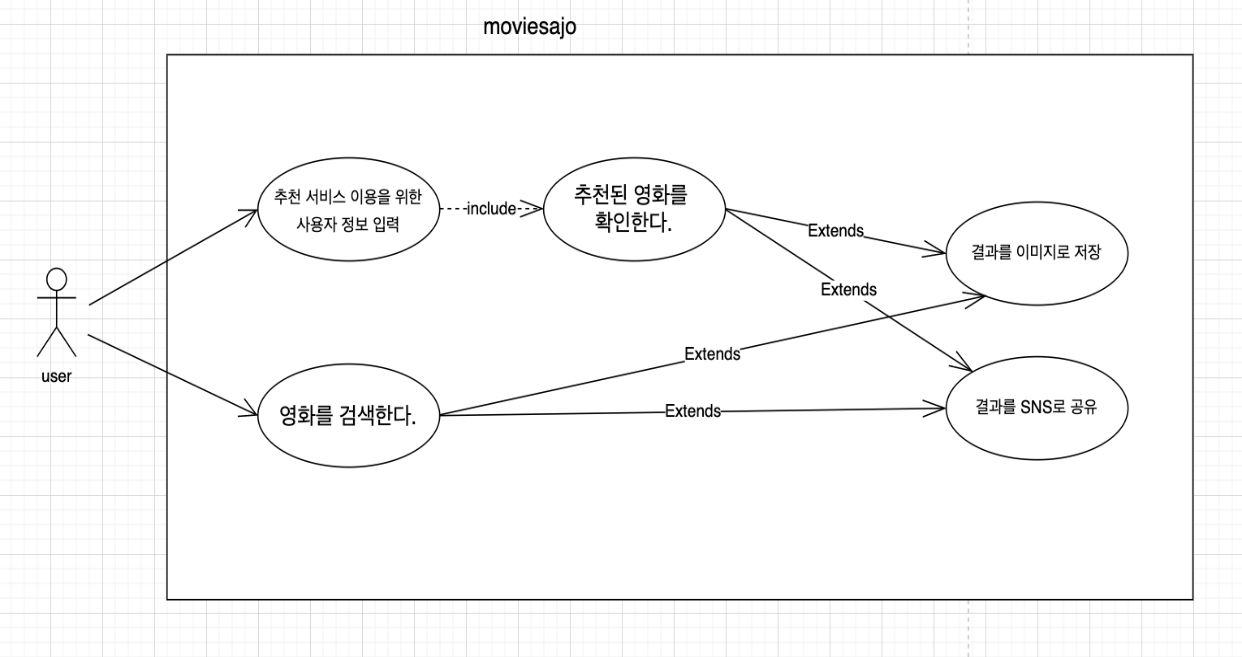 moviesajo
추천 서비스 이용을 위한
사용자 정보 입력
include
추천된 영화를
확인한다.
Extends
결과를 이미지로 저장
Extends
user
Extends
영화를 검색한다.
Extends
결과를 SNS로 공유